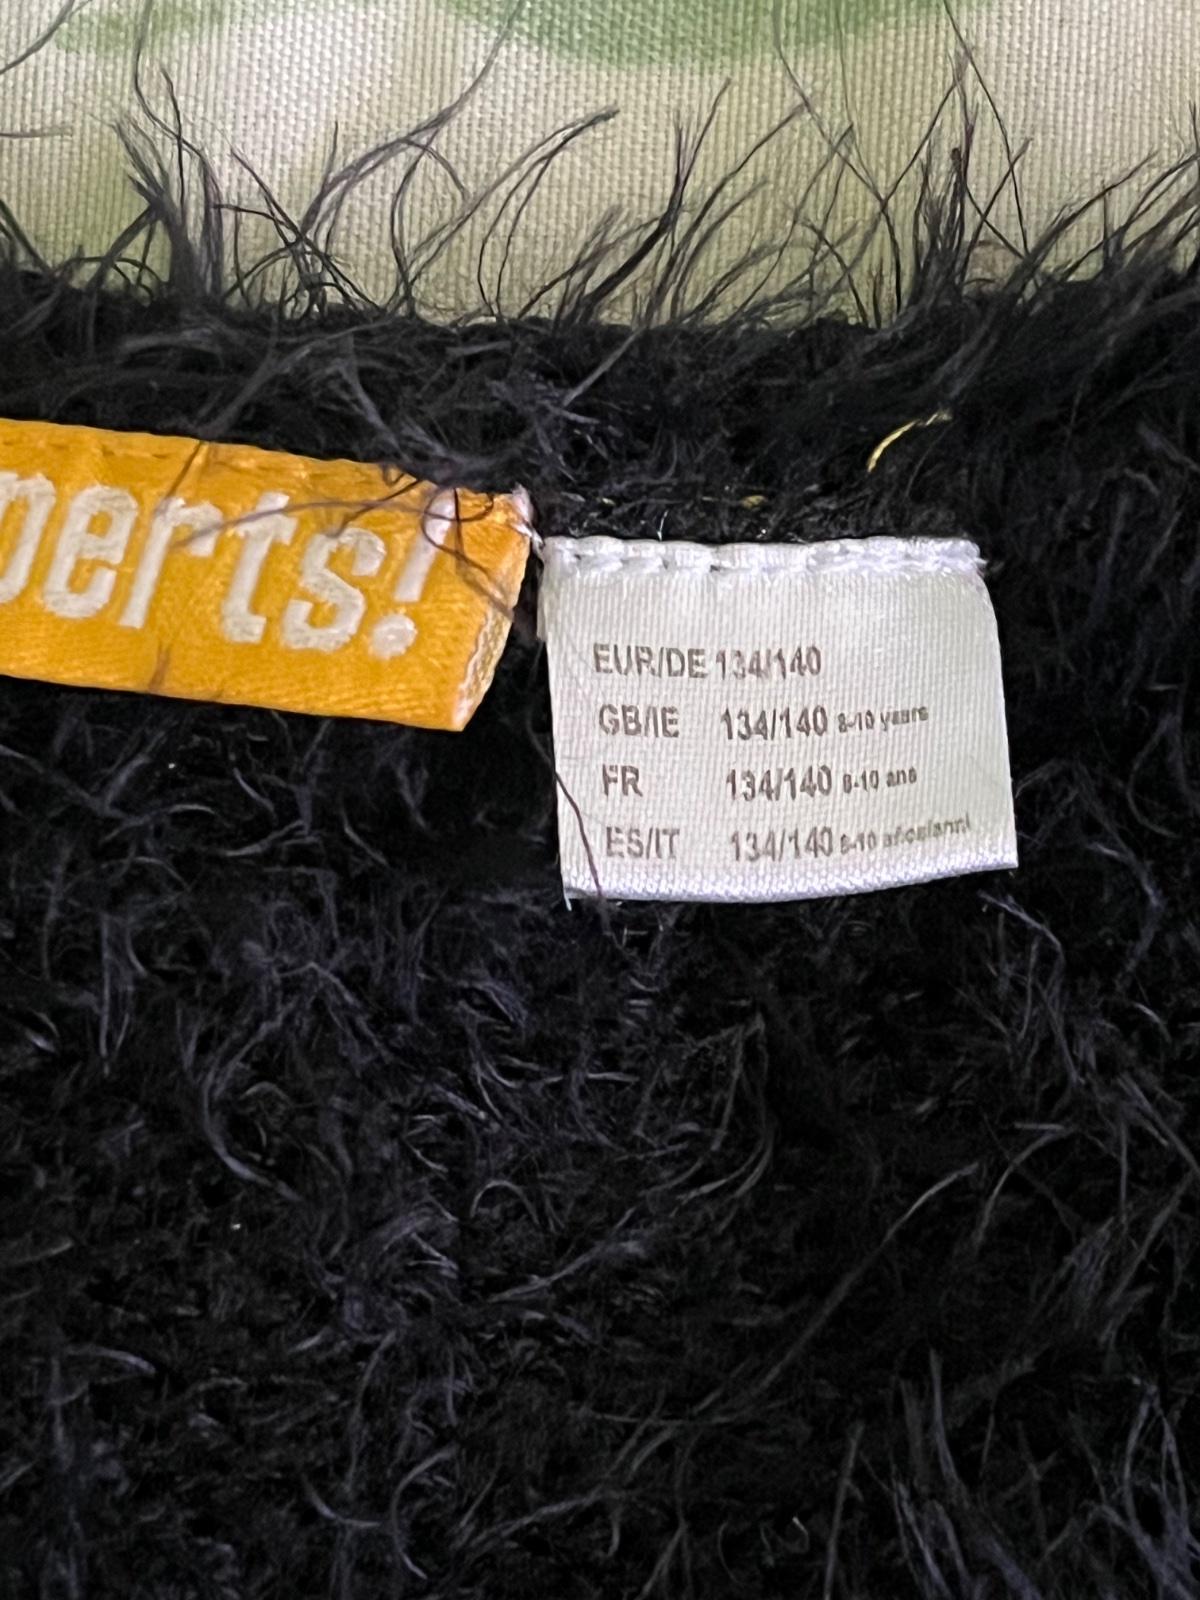 perts!
EUR/DE 134/140
GB/IE 134/140 8-10 years
FR 134/140 8-10 ans
ES/IT 134/140 8-10 años/anni